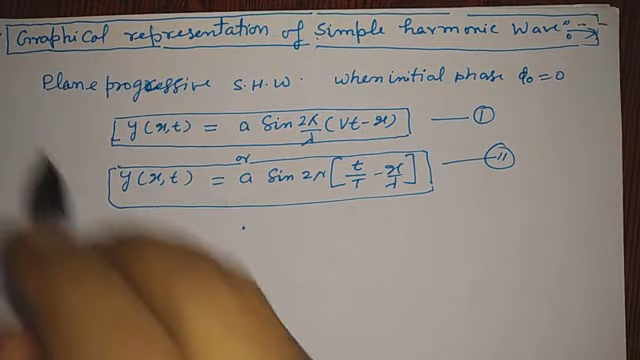 Graphical representation of Simple harmonic wave:-
Plane progressive S.H.W. when initial phase ϕ₀ = 0
y(x,t) = a Sin 2π/λ (Vt - x) — I
or
y(x,t) = a Sin 2π [t/T - x/λ] — II